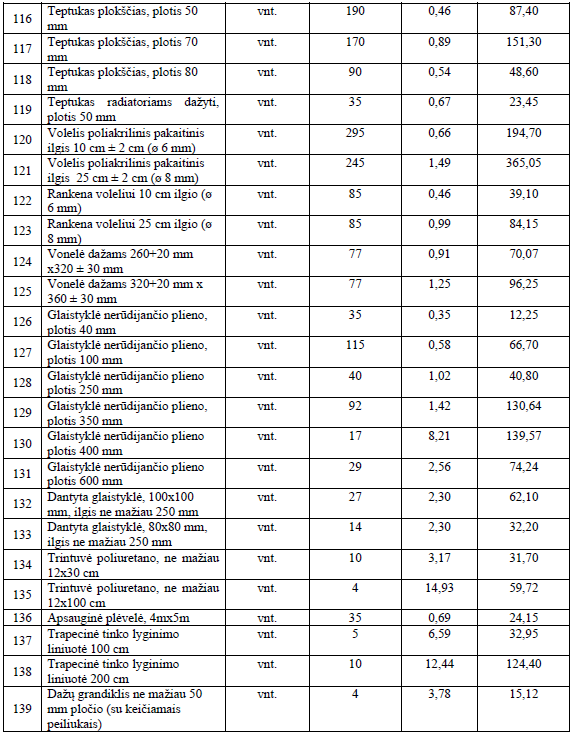 116 Teptukas plokščias, plotis 50 vnt. 190 0,46 87,40
mm
117 Teptukas plokščias, plotis 70 vnt. 170 0,89 151,30
mm
118 Teptukas plokščias, plotis 80 vnt. 90 0,54 48,60
mm
119 Teptukas radiatoriams dažyti, vnt. 35 0,67 23,45
plotis 50 mm
120 Volelis poliakrilinis pakaitinis vnt. 295 0,66 194,70
ilgis 10 cm ± 2 cm (ø 6 mm)
121 Volelis poliakrilinis pakaitinis vnt. 245 1,49 365,05
ilgis 25 cm ± 2 cm (ø 8 mm)
122 Rankena voleliui 10 cm ilgio (ø vnt. 85 0,46 39,10
6 mm)
123 Rankena voleliui 25 cm ilgio (ø vnt. 85 0,99 84,15
8 mm)
124 Vonelė dažams 260+20 mm vnt. 77 0,91 70,07
x320 ± 30 mm
125 Vonelė dažams 320+20 mm x vnt. 77 1,25 96,25
360 ± 30 mm
126 Glaistyklė nerūdijančio plieno, vnt. 35 0,35 12,25
plotis 40 mm
127 Glaistyklė nerūdijančio plieno, vnt. 115 0,58 66,70
plotis 100 mm
128 Glaistyklė nerūdijančio plieno vnt. 40 1,02 40,80
plotis 250 mm
129 Glaistyklė nerūdijančio plieno, vnt. 92 1,42 130,64
plotis 350 mm
130 Glaistyklė nerūdijančio plieno vnt. 17 8,21 139,57
plotis 400 mm
131 Glaistyklė nerūdijančio plieno vnt. 29 2,56 74,24
plotis 600 mm
132 Dantyta glaistyklė, 100x100 vnt. 27 2,30 62,10
mm, ilgis ne mažiau 250 mm
133 Dantyta glaistyklė, 80x80 mm, vnt. 14 2,30 32,20
ilgis ne mažiau 250 mm
134 Trintuvė poliuretano, ne mažiau vnt. 10 3,17 31,70
12x30 cm
135 Trintuvė poliuretano, ne mažiau vnt. 4 14,93 59,72
12x100 cm
136 Apsauginė plėvelė, 4mx5m vnt. 35 0,69 24,15
137 Trapecinė tinko lyginimo vnt. 5 6,59 32,95
liniuotė 100 cm
138 Trapecinė tinko lyginimo vnt. 10 12,44 124,40
liniuotė 200 cm
139 Dažų grandiklis ne mažiau 50 vnt. 4 3,78 15,12
mm pločio (su keičiamais
peiliukais)